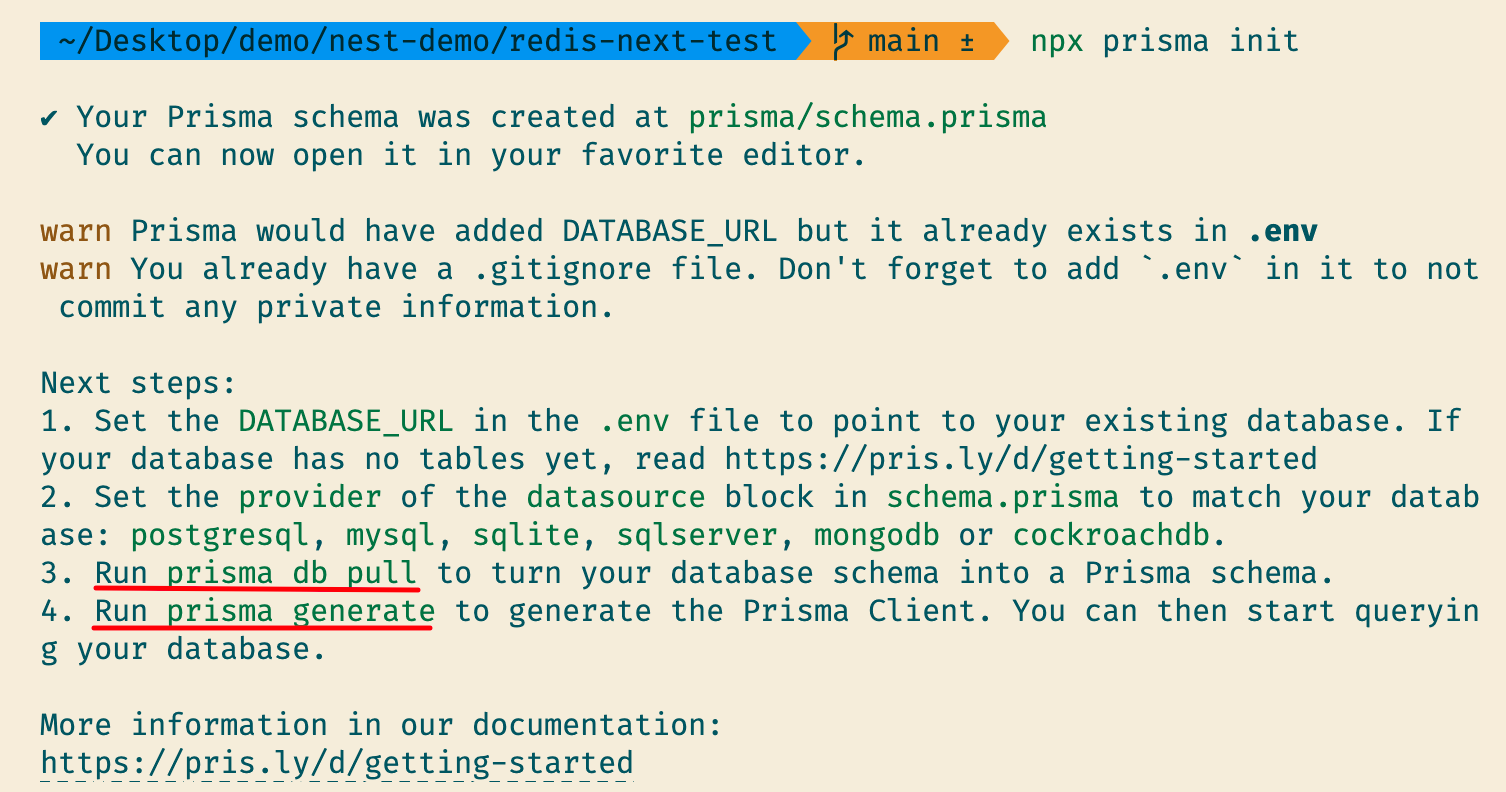 ~/Desktop/demo/nest-demo/redis-next-test main ± npx prisma init
✔ Your Prisma schema was created at prisma/schema.prisma
You can now open it in your favorite editor.
warn Prisma would have added DATABASE_URL but it already exists in .env
warn You already have a .gitignore file. Don't forget to add `.env` in it to not
commit any private information.
Next steps:
1. Set the DATABASE_URL in the .env file to point to your existing database. If
your database has no tables yet, read https://pris.ly/d/getting-started
2. Set the provider of the datasource block in schema.prisma to match your datab
ase: postgresql, mysql, sqlite, sqlserver, mongodb or cockroachdb.
3. Run prisma db pull to turn your database schema into a Prisma schema.
4. Run prisma generate to generate the Prisma Client. You can then start queryin
g your database.
More information in our documentation:
https://pris.ly/d/getting-started